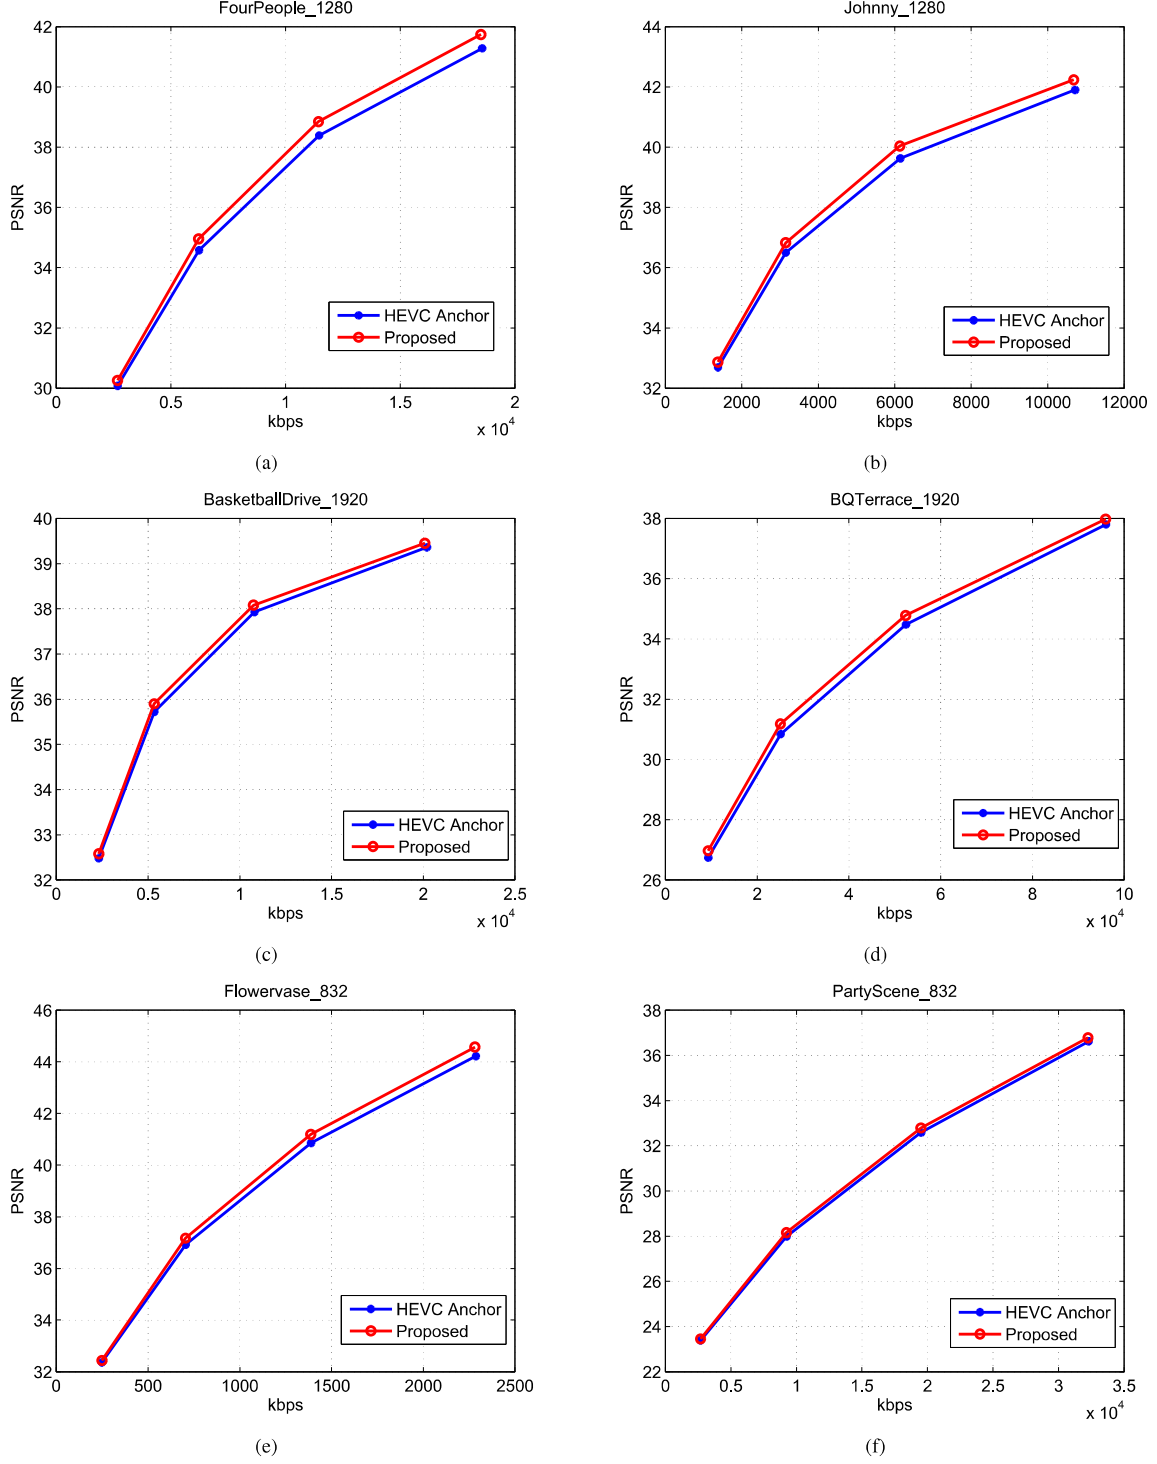 FourPeople_1280
42
40
38
36
34
32
30
PSNR
HEVC Anchor
Proposed
0 0.5 1 1.5 2
kbps
x 10^4
(a)
Johnny_1280
44
42
40
38
36
34
32
PSNR
HEVC Anchor
Proposed
0 2000 4000 6000 8000 10000 12000
kbps
(b)
BasketballDrive_1920
40
39
38
37
36
35
34
33
32
PSNR
HEVC Anchor
Proposed
0 0.5 1 1.5 2 2.5
kbps
x 10^4
(c)
BQTerrace_1920
38
36
34
32
30
28
26
PSNR
HEVC Anchor
Proposed
0 2 4 6 8 10
kbps
x 10^4
(d)
Flowervase_832
46
44
42
40
38
36
34
32
PSNR
HEVC Anchor
Proposed
0 500 1000 1500 2000 2500
kbps
(e)
PartyScene_832
38
36
34
32
30
28
26
24
22
PSNR
HEVC Anchor
Proposed
0 0.5 1 1.5 2 2.5 3 3.5
kbps
x 10^4
(f)